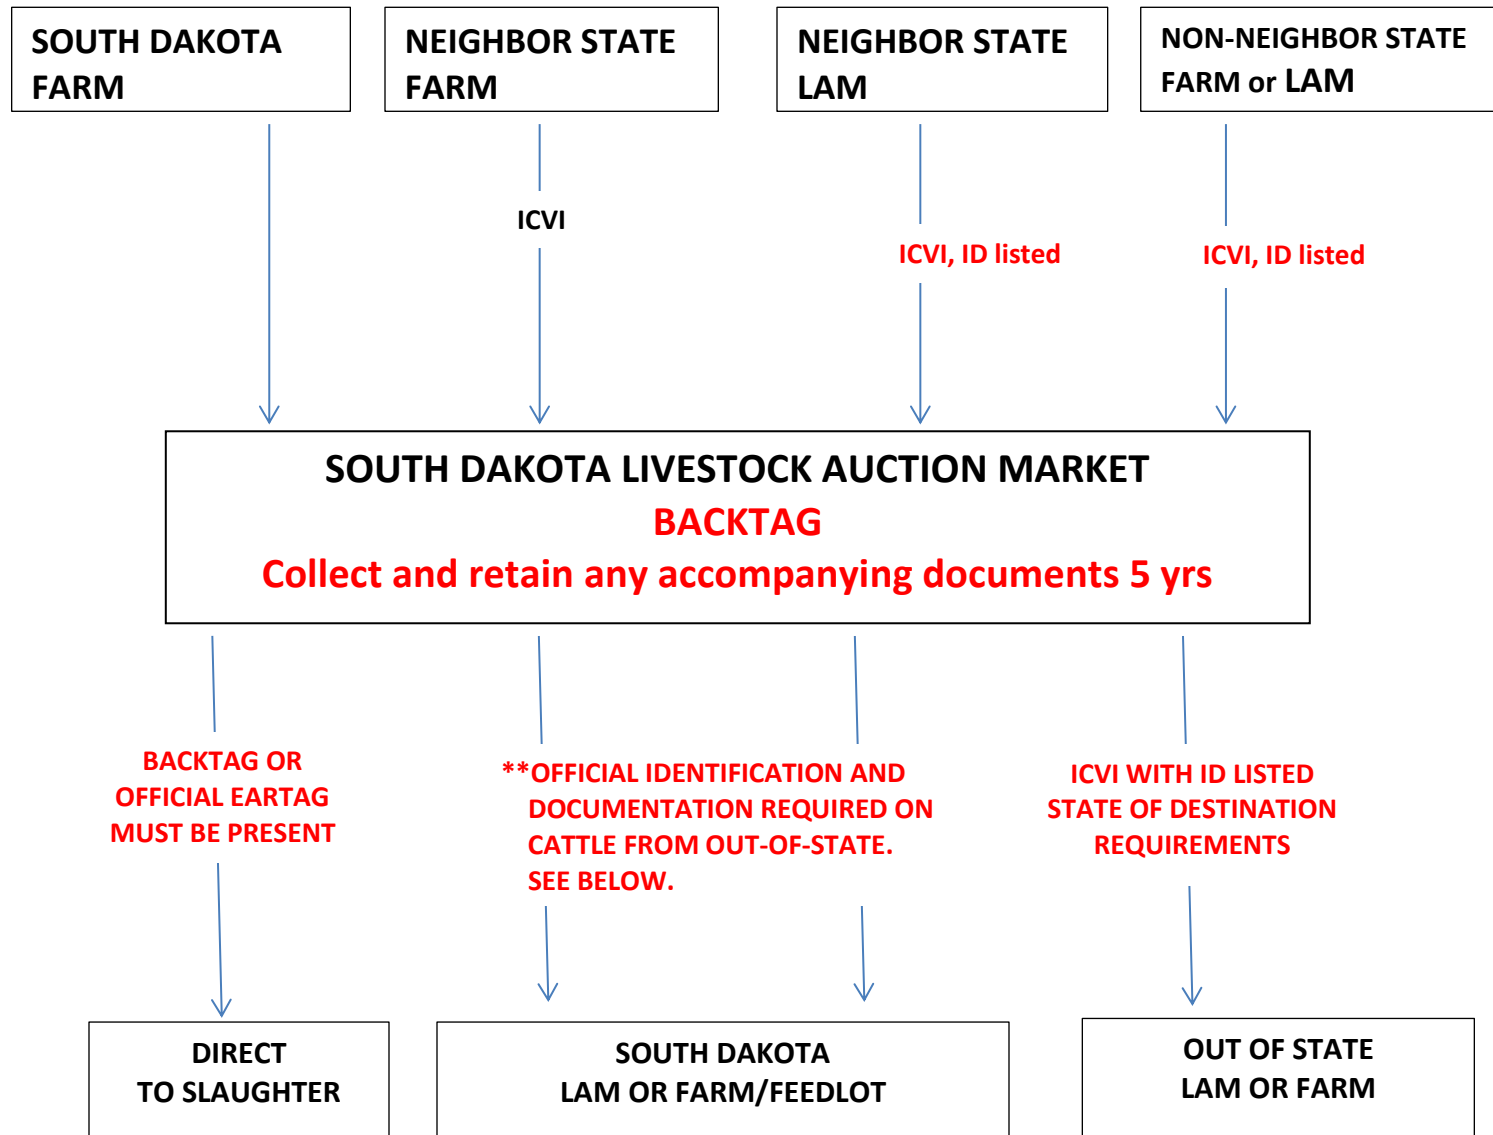 SOUTH DAKOTA
FARM
NEIGHBOR STATE
FARM
NEIGHBOR STATE
LAM
NON-NEIGHBOR STATE
FARM or LAM
ICVI
ICVI, ID listed
ICVI, ID listed
SOUTH DAKOTA LIVESTOCK AUCTION MARKET
BACKTAG
Collect and retain any accompanying documents 5 yrs
BACKTAG OR
OFFICIAL EARTAG
MUST BE PRESENT
**OFFICIAL IDENTIFICATION AND
DOCUMENTATION REQUIRED ON
CATTLE FROM OUT-OF-STATE.
SEE BELOW.
ICVI WITH ID LISTED
STATE OF DESTINATION
REQUIREMENTS
DIRECT
TO SLAUGHTER
SOUTH DAKOTA
LAM OR FARM/FEEDLOT
OUT OF STATE
LAM OR FARM